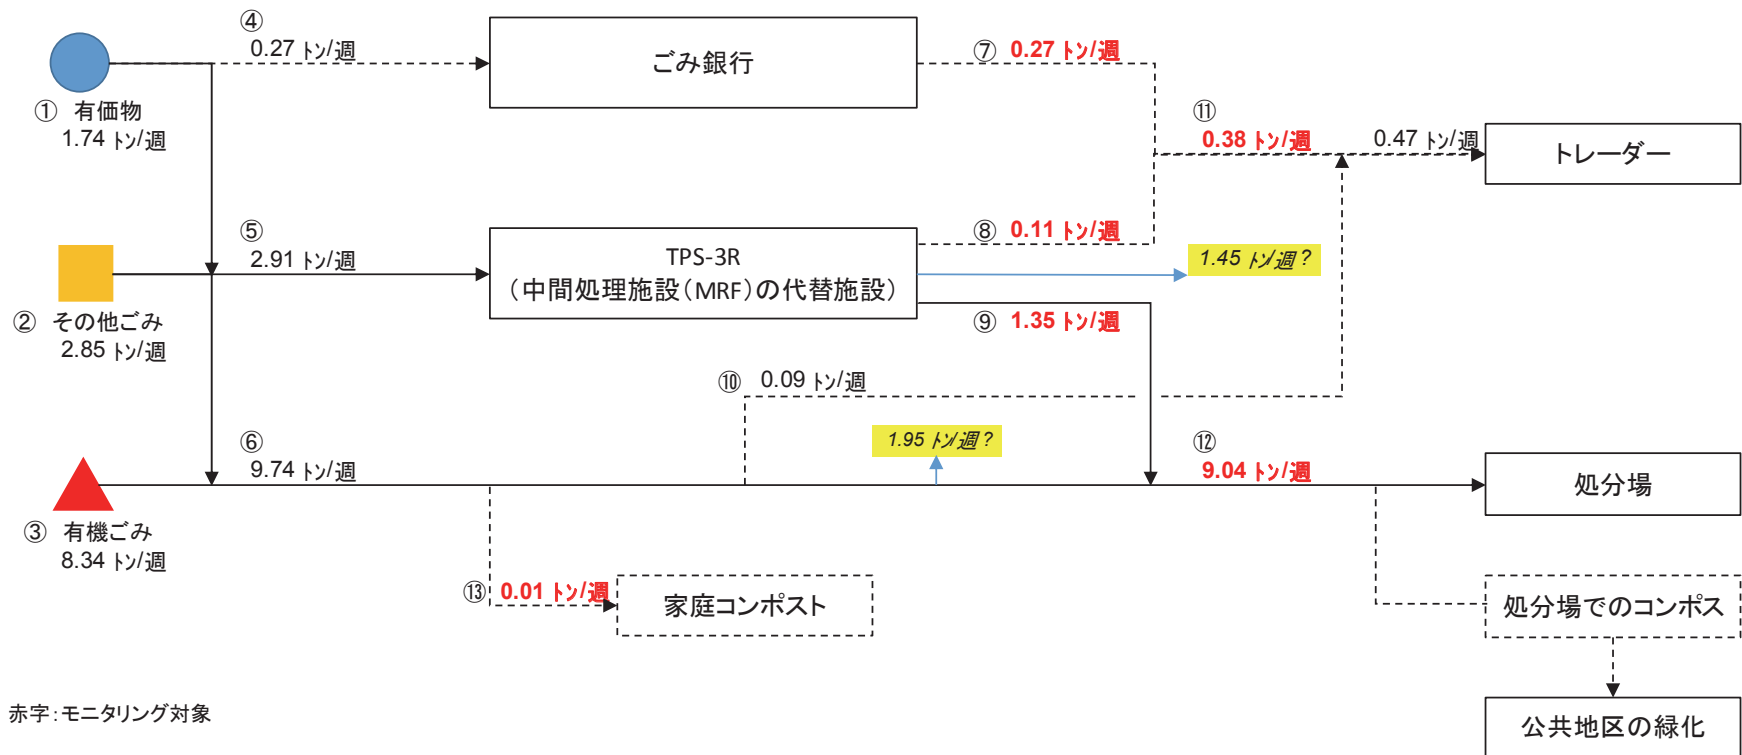 ④
0.27 トン/週
ごみ銀行
⑦ 0.27 トン/週
① 有価物
1.74 トン/週
⑪
0.38 トン/週
0.47 トン/週
トレーダー
⑤
2.91 トン/週
TPS-3R
（中間処理施設（MRF）の代替施設）
⑧ 0.11 トン/週
1.45 トン/週？
② その他ごみ
2.85 トン/週
⑨ 1.35 トン/週
⑩ 0.09 トン/週
⑥
9.74 トン/週
1.95 トン/週？
⑫
9.04 トン/週
処分場
③ 有機ごみ
8.34 トン/週
⑬ 0.01 トン/週
家庭コンポスト
処分場でのコンポス
赤字：モニタリング対象
公共地区の緑化